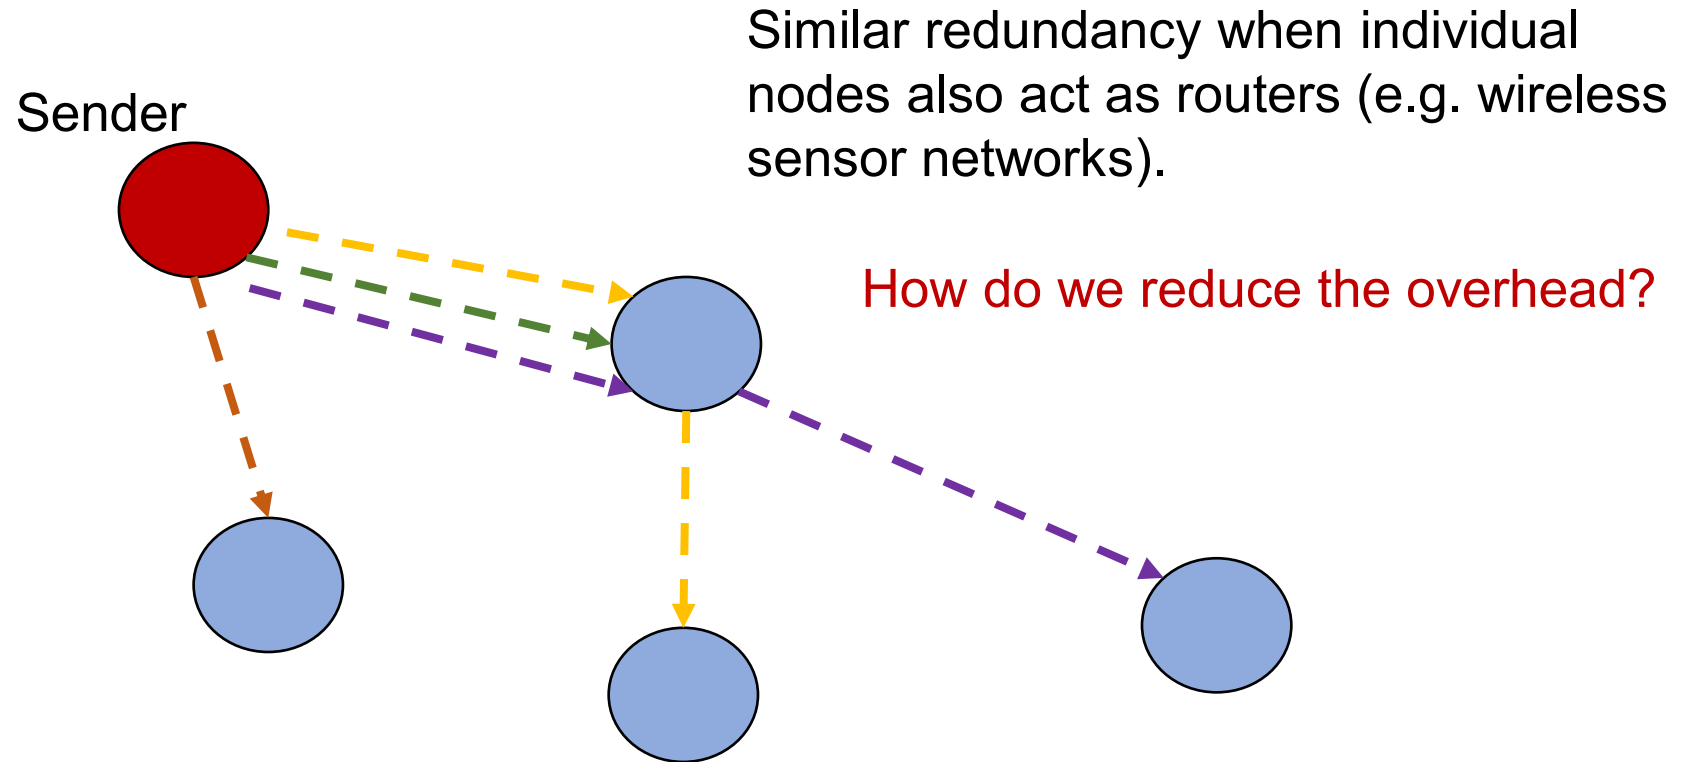 Similar redundancy when individual
nodes also act as routers (e.g. wireless
sensor networks).
Sender
How do we reduce the overhead?